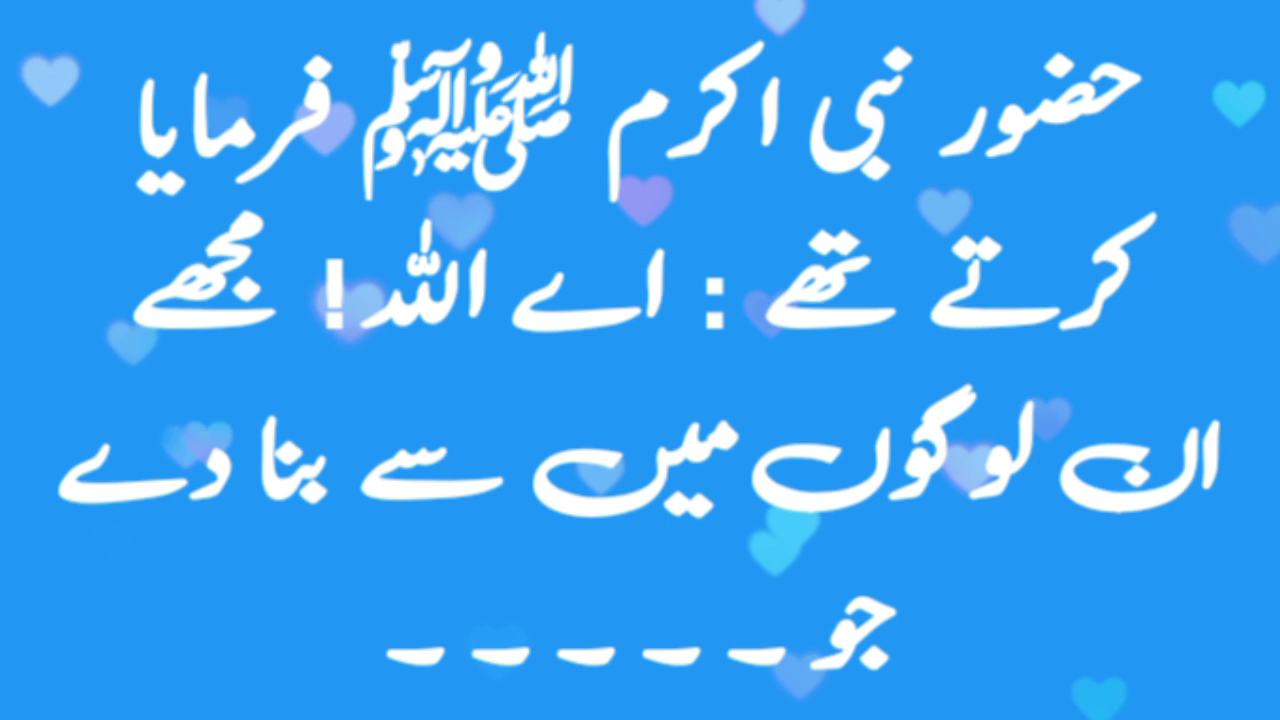 حضور نبی اکرم ﷺ فرمایا
کرتے تھے : اے اللہ! مجھے
ان لوگوں میں سے بنا دے
جو۔۔۔۔۔